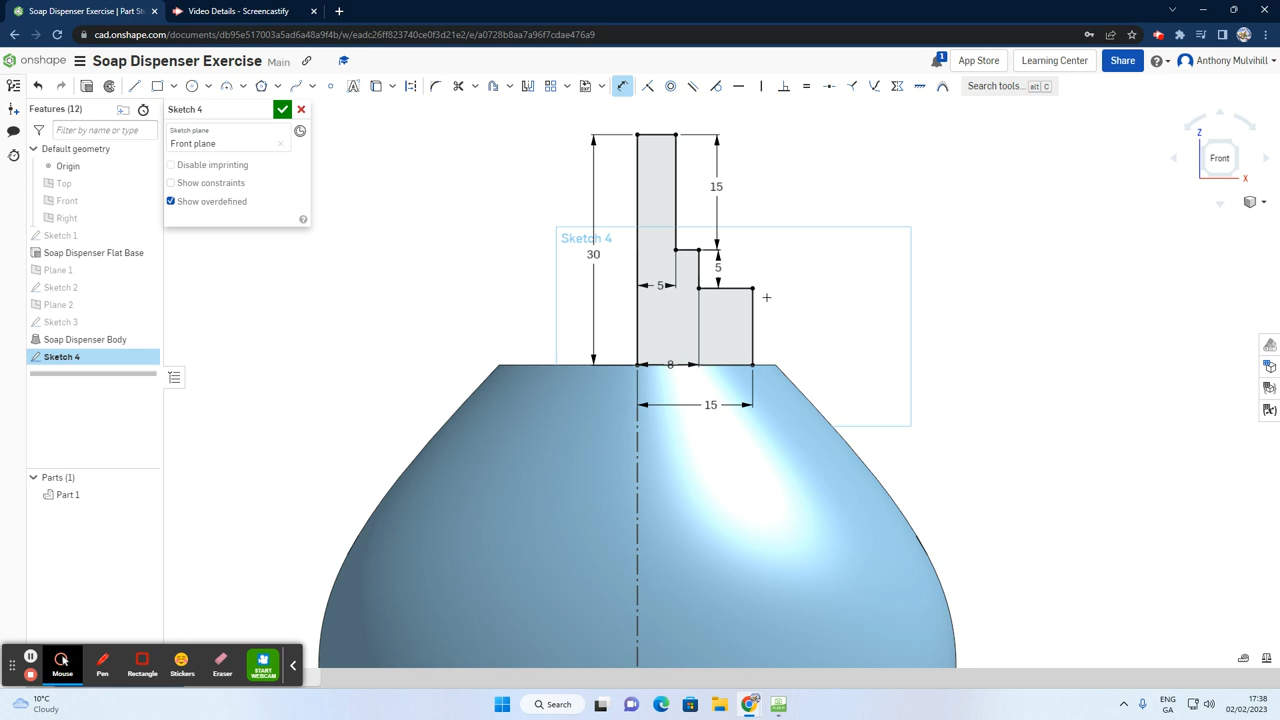 Soap Dispenser Exercise | Part St
Video Details - Screencastify
cad.onshape.com/documents/db95e517003a5ad6a48a9f4b/w/eadc26ff823740ce0f3d21e2/e/a0728b8aa7a96c6f134775a9
onshape
Soap Dispenser Exercise Main
1
App Store
Learning Center
Share
Anthony Mulvihill
Search tools... alt C
Features (12)
Filter by name or type
Default geometry
Origin
Top
Front
Right
Sketch 1
Soap Dispenser Flat Base
Plane 1
Sketch 2
Plane 2
Sketch 3
Soap Dispenser Body
Sketch 4
Parts (1)
Part 1
Sketch 4
Sketch plane
Front plane
Disable imprinting
Show constraints
Show overdefined
Sketch 4
15
30
5
5
8
15
Z
Front
X
Mouse
Pen
Rectangle
Stickers
Eraser
START
WEBCAM
10°C
Cloudy
Search
ENG
GA
17:38
02/02/2023